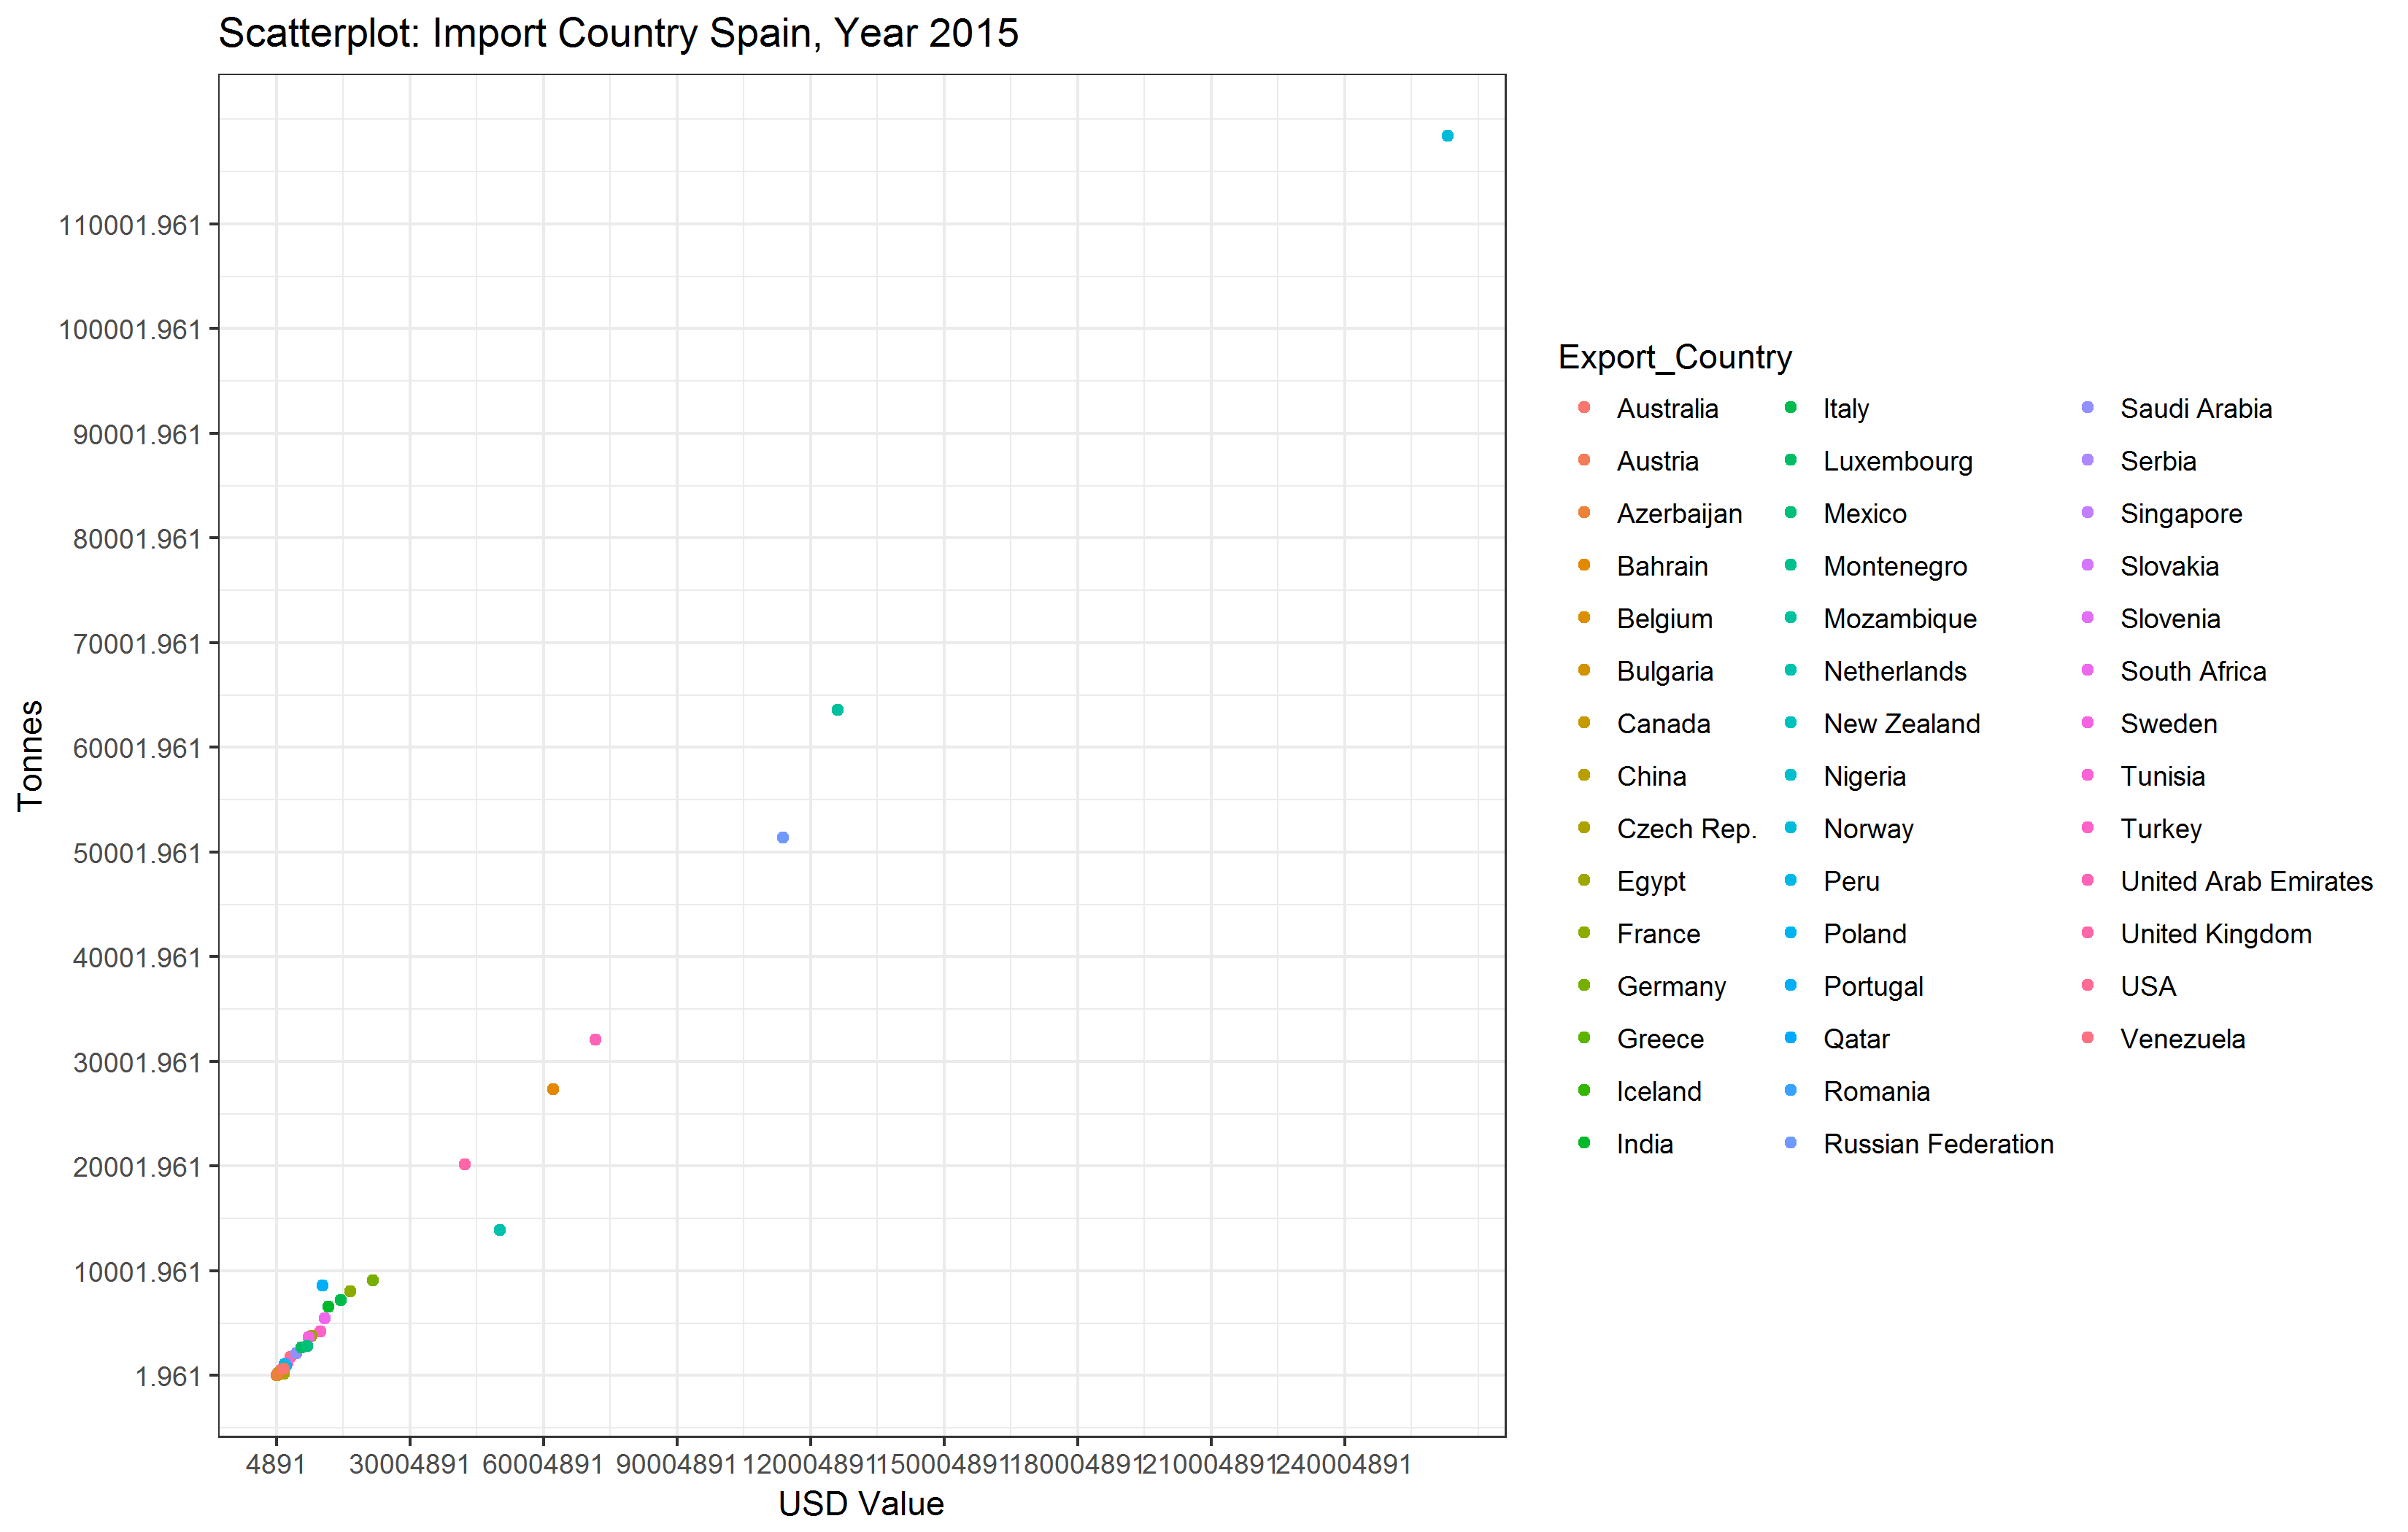 Scatterplot: Import Country Spain, Year 2015
110001.961
100001.961
90001.961
80001.961
70001.961
60001.961
50001.961
40001.961
30001.961
20001.961
10001.961
1.961
Tonnes
4891 30004891 60004891 90004891 120004891 150004891 180004891 210004891 240004891
USD Value
Export_Country
Australia
Austria
Azerbaijan
Bahrain
Belgium
Bulgaria
Canada
China
Czech Rep.
Egypt
France
Germany
Greece
Iceland
India
Italy
Luxembourg
Mexico
Montenegro
Mozambique
Netherlands
New Zealand
Nigeria
Norway
Peru
Poland
Portugal
Qatar
Romania
Russian Federation
Saudi Arabia
Serbia
Singapore
Slovakia
Slovenia
South Africa
Sweden
Tunisia
Turkey
United Arab Emirates
United Kingdom
USA
Venezuela